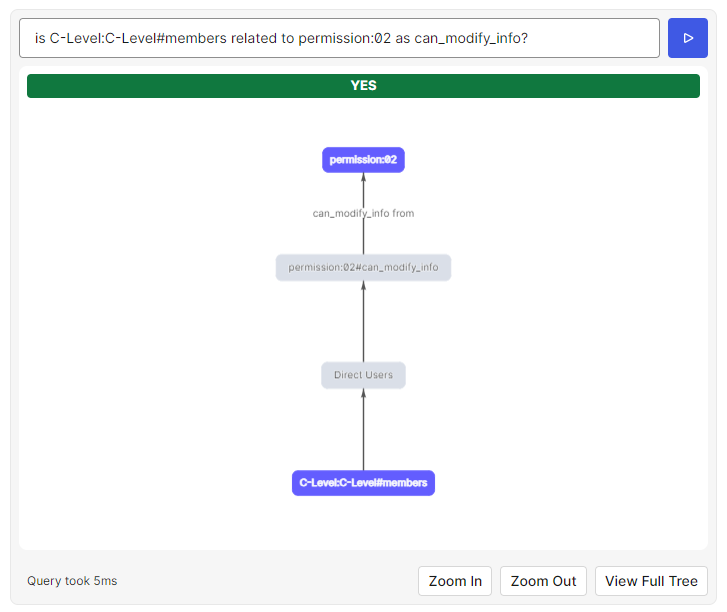 is C-Level:C-Level#members related to permission:02 as can_modify_info?
YES
permission:02
can_modify_info from
permission:02#can_modify_info
Direct Users
C-Level:C-Level#members
Query took 5ms
Zoom In
Zoom Out
View Full Tree